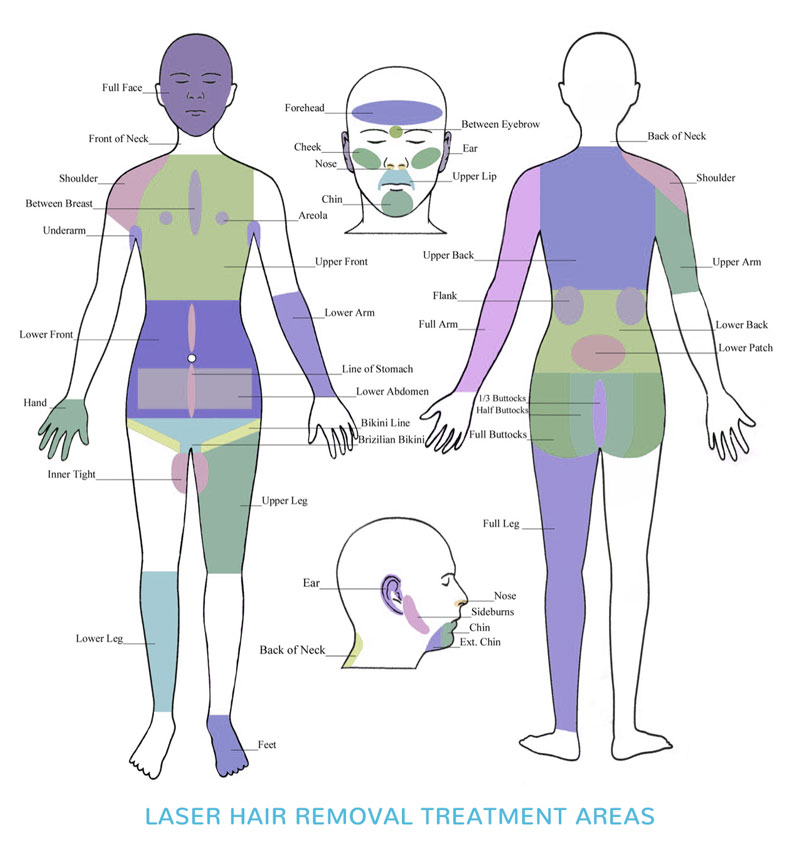 Full Face
Front of Neck
Shoulder
Between Breast
Underarm
Areola
Upper Front
Lower Arm
Lower Front
Line of Stomach
Lower Abdomen
Hand
Bikini Line
Brizilian Bikini
Inner Tight
Upper Leg
Lower Leg
Feet
Forehead
Between Eyebrow
Cheek
Ear
Nose
Upper Lip
Chin
Ear
Nose
Sideburns
Chin
Ext. Chin
Back of Neck
Back of Neck
Shoulder
Upper Back
Upper Arm
Flank
Full Arm
Lower Back
Lower Patch
1/3 Buttocks
Half Buttocks
Full Buttocks
Full Leg
LASER HAIR REMOVAL TREATMENT AREAS